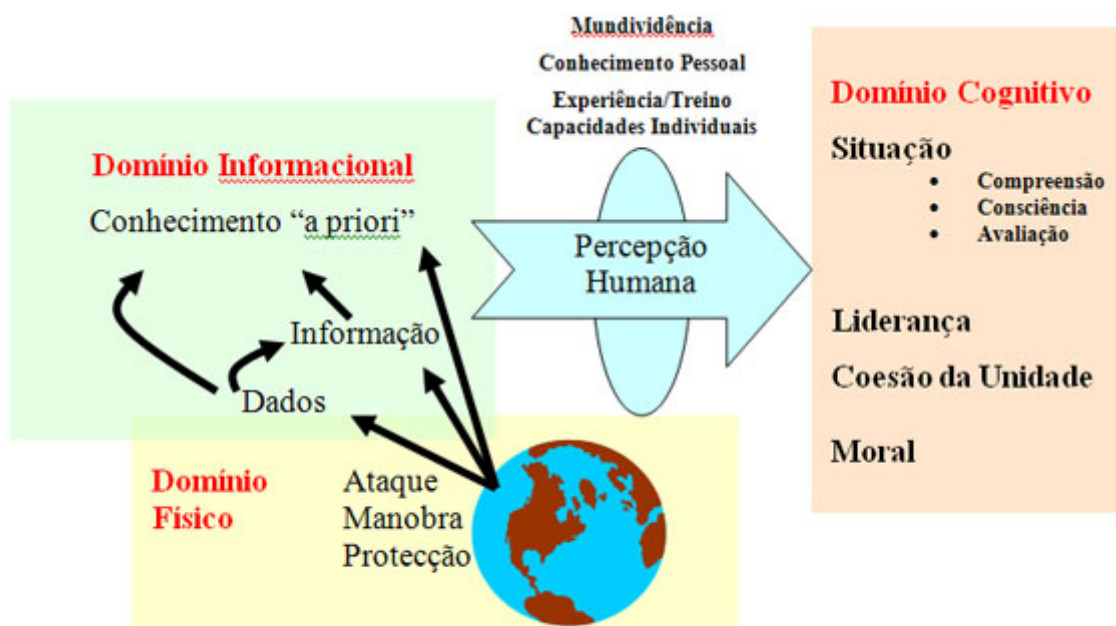 Mundividência
Conhecimento Pessoal
Experiência/Treino
Capacidades Individuais
Domínio Informacional
Conhecimento “a priori”
Informação
Dados
Domínio
Físico
Ataque
Manobra
Protecção
Percepção
Humana
Domínio Cognitivo
Situação
• Compreensão
• Consciência
• Avaliação
Liderança
Coesão da Unidade
Moral